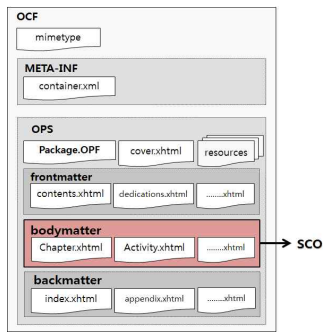 OCF
mimetype
META-INF
container.xml
OPS
Package.OPF
cover.xhtml
resources
frontmatter
contents.xhtml
dedications.xhtml
........xhtml
bodymatter
Chapter.xhtml
Activity.xhtml
........xhtml
SCO
backmatter
index.xhtml
appendix.xhtml
........xhtml